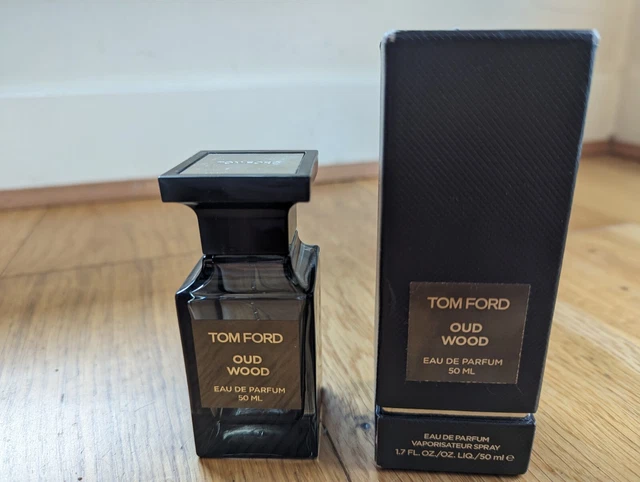 TOM FORD
OUD
WOOD
EAU DE PARFUM
50 ML
TOM FORD
OUD
WOOD
EAU DE PARFUM
50 ML
EAU DE PARFUM
VAPORISATEUR SPRAY
1.7 FL. OZ./OZ. LIQ./50 ml ℮